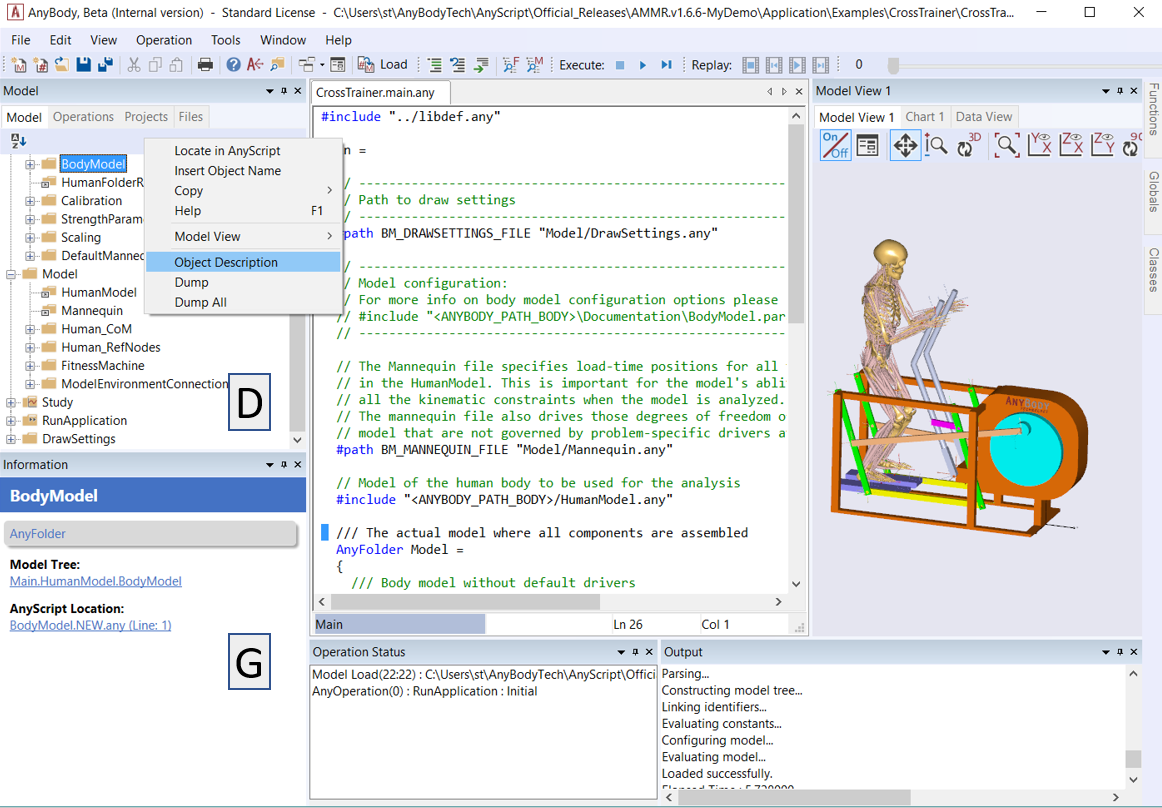 AnyBody, Beta (Internal version) - Standard License - C:\Users\st\AnyBodyTech\AnyScript\Official_Releases\AMMR.v1.6.6-MyDemo\Application\Examples\CrossTrainer\CrossTra...
File Edit View Operation Tools Window Help
Load Execute: Replay: 0
Model
Model Operations Projects Files
BodyModel
HumanFolderR
Calibration
StrengthParam
Scaling
DefaultManneq
Model
HumanModel
Mannequin
Human_CoM
Human_RefNodes
FitnessMachine
ModelEnvironmentConnection
Study
RunApplication
DrawSettings
D
Locate in AnyScript
Insert Object Name
Copy
Help F1
Model View
Object Description
Dump
Dump All
Information
BodyModel
AnyFolder
Model Tree:
Main.HumanModel.BodyModel
AnyScript Location:
BodyModel.NEW.any (Line: 1)
G
CrossTrainer.main.any
#include "../libdef.any"
n =
/ --------------------------------------------------------
/ Path to draw settings
/ --------------------------------------------------------
path BM_DRAWSETTINGS_FILE "Model/DrawSettings.any"
/ --------------------------------------------------------
/ Model configuration:
/ For more info on body model configuration options please
/ #include "<ANYBODY_PATH_BODY>\Documentation\BodyModel.par
// --------------------------------------------------------
// The Mannequin file specifies load-time positions for all
// in the HumanModel. This is important for the model's abli
// all the kinematic constraints when the model is analyzed.
// The mannequin file also drives those degrees of freedom o
// model that are not governed by problem-specific drivers a
#path BM_MANNEQUIN_FILE "Model/Mannequin.any"
// Model of the human body to be used for the analysis
#include "<ANYBODY_PATH_BODY>/HumanModel.any"
/// The actual model where all components are assembled
AnyFolder Model =
{
/// Body model without default drivers
Main Ln 26 Col 1
Model View 1
Model View 1 Chart 1 Data View
On/Off 3D Y X Z X Z Y 90
ANYBODY
Functions
Globals
Classes
Operation Status
Model Load(22:22) : C:\Users\st\AnyBodyTech\AnyScript\Offici
AnyOperation(0) : RunApplication : Initial
Output
Parsing...
Constructing model tree...
Linking identifiers...
Evaluating constants...
Configuring model...
Evaluating model...
Loaded successfully.
Elapsed Time :